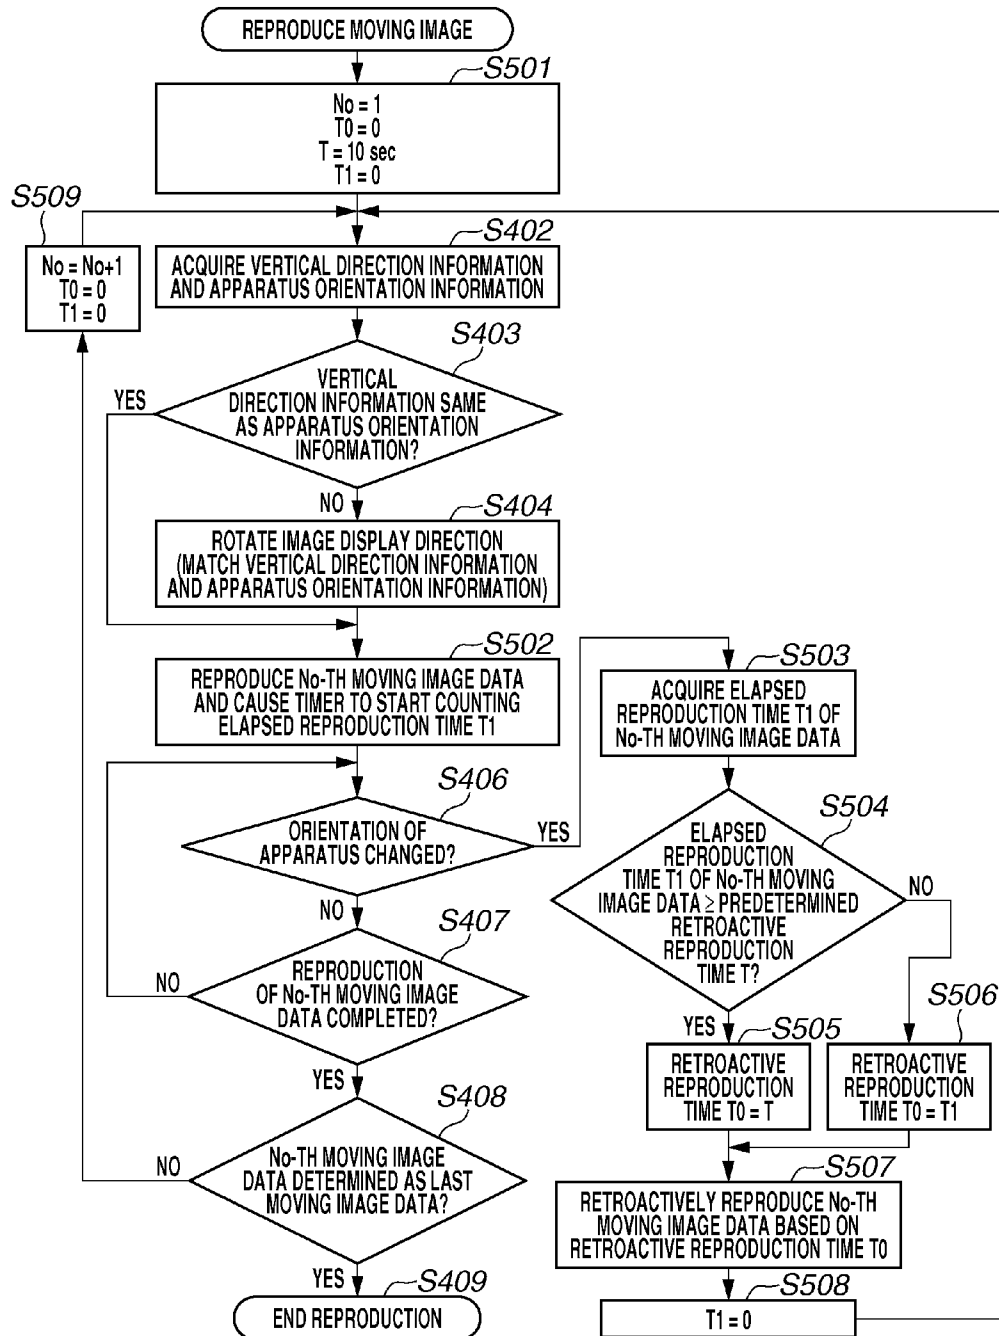 REPRODUCE MOVING IMAGE
S501
No = 1
T0 = 0
T = 10 sec
T1 = 0
S509
No = No+1
T0 = 0
T1 = 0
S402
ACQUIRE VERTICAL DIRECTION INFORMATION
AND APPARATUS ORIENTATION INFORMATION
S403
VERTICAL
DIRECTION INFORMATION SAME
AS APPARATUS ORIENTATION
INFORMATION?
YES
NO
S404
ROTATE IMAGE DISPLAY DIRECTION
(MATCH VERTICAL DIRECTION INFORMATION
AND APPARATUS ORIENTATION INFORMATION)
S502
REPRODUCE No-TH MOVING IMAGE DATA
AND CAUSE TIMER TO START COUNTING
ELAPSED REPRODUCTION TIME T1
S406
ORIENTATION OF
APPARATUS CHANGED?
YES
NO
S407
REPRODUCTION
OF No-TH MOVING IMAGE
DATA COMPLETED?
NO
YES
S408
No-TH MOVING IMAGE
DATA DETERMINED AS LAST
MOVING IMAGE DATA?
NO
YES
S409
END REPRODUCTION
S503
ACQUIRE ELAPSED
REPRODUCTION TIME T1 OF
No-TH MOVING IMAGE DATA
S504
ELAPSED
REPRODUCTION
TIME T1 OF No-TH MOVING
IMAGE DATA ≥ PREDETERMINED
RETROACTIVE
REPRODUCTION
TIME T?
NO
YES
S505
RETROACTIVE
REPRODUCTION
TIME T0 = T
S506
RETROACTIVE
REPRODUCTION
TIME T0 = T1
S507
RETROACTIVELY REPRODUCE No-TH
MOVING IMAGE DATA BASED ON
RETROACTIVE REPRODUCTION TIME T0
S508
T1 = 0